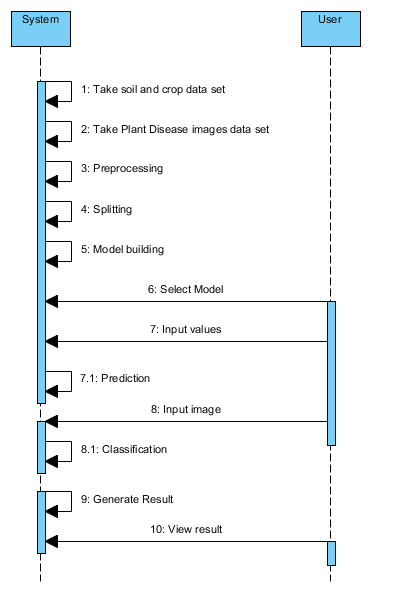 System
User
1: Take soil and crop data set
2: Take Plant Disease images data set
3: Preprocessing
4: Splitting
5: Model building
6: Select Model
7: Input values
7.1: Prediction
8: Input image
8.1: Classification
9: Generate Result
10: View result